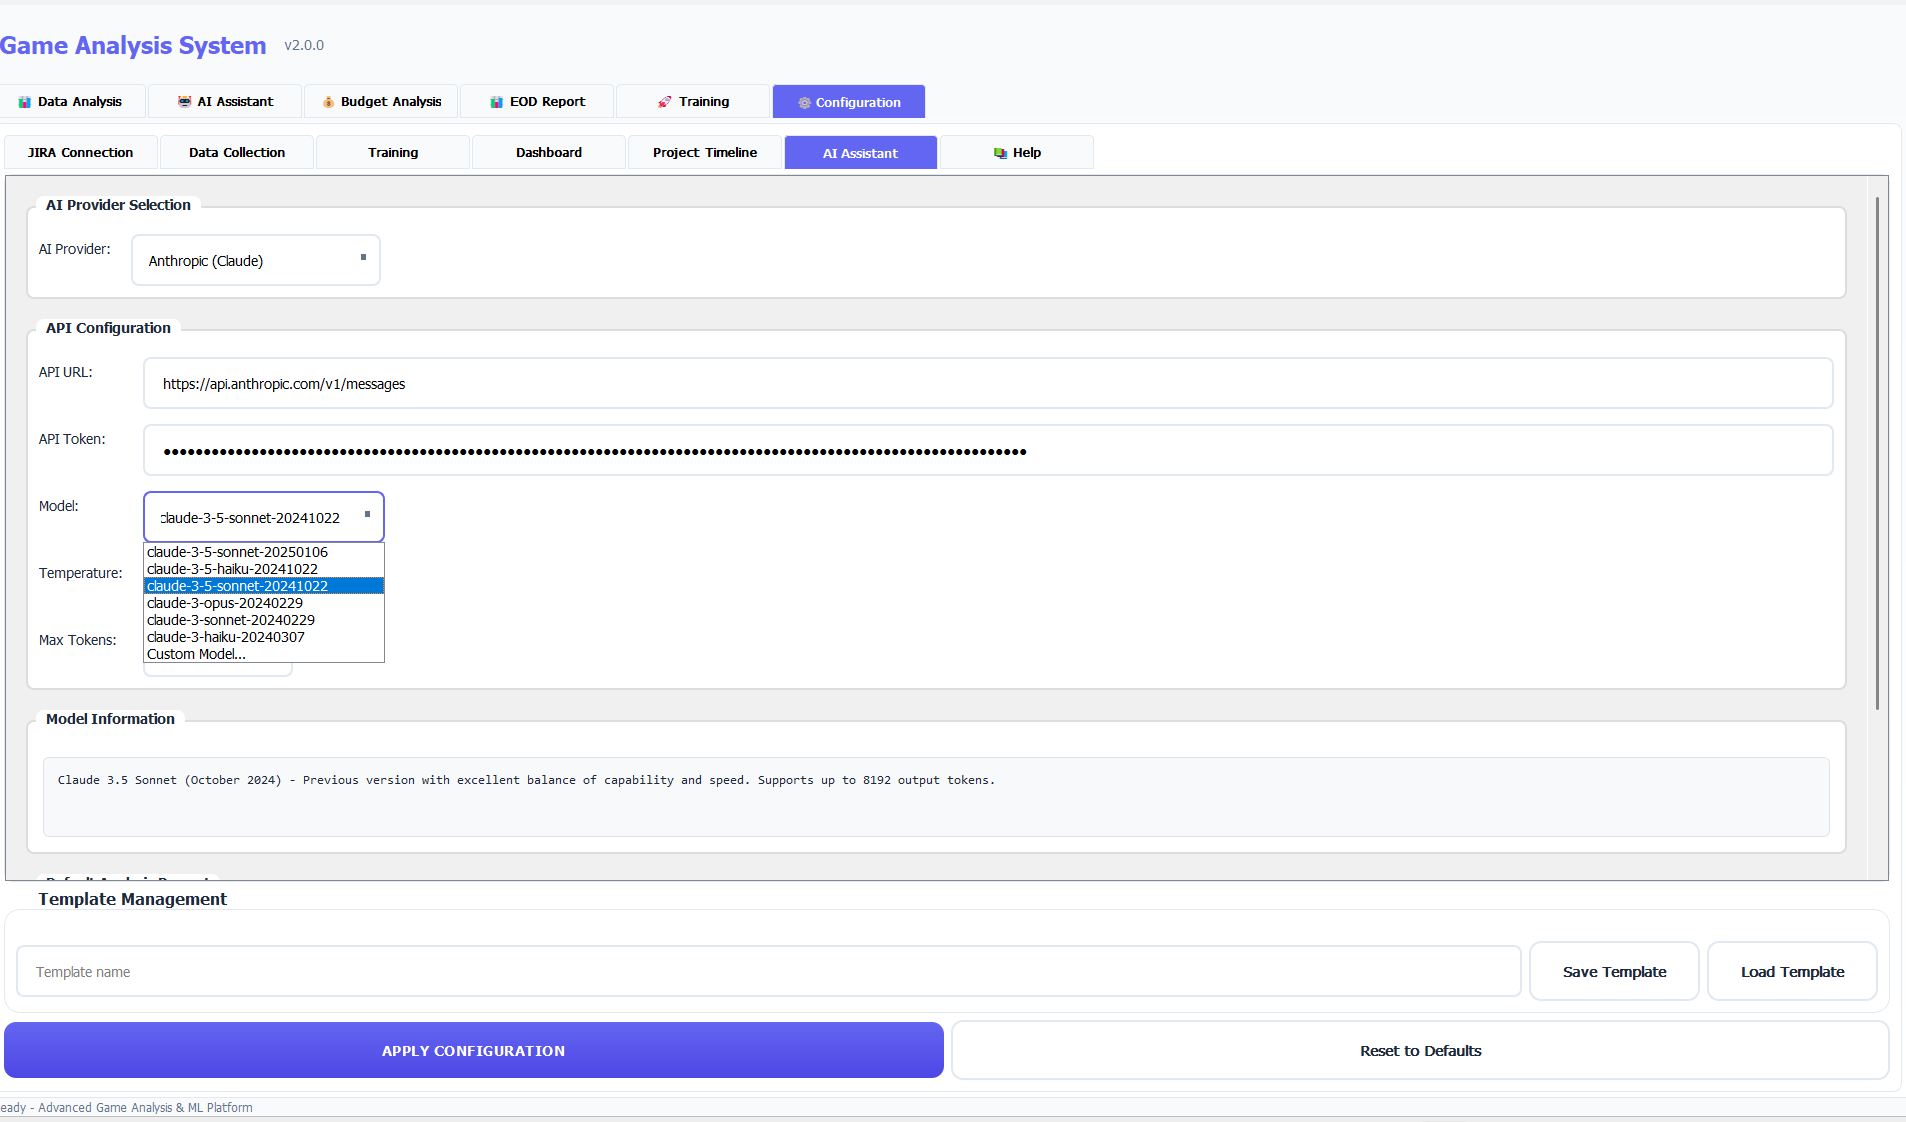 Game Analysis System v2.0.0
Data Analysis AI Assistant Budget Analysis EOD Report Training Configuration
JIRA Connection Data Collection Training Dashboard Project Timeline AI Assistant Help
AI Provider Selection
AI Provider: Anthropic (Claude)
API Configuration
API URL: https://api.anthropic.com/v1/messages
API Token:
Model: claude-3-5-sonnet-20241022
claude-3-5-sonnet-20250106
claude-3-5-haiku-20241022
Temperature:
claude-3-5-sonnet-20241022
claude-3-opus-20240229
claude-3-sonnet-20240229
Max Tokens:
claude-3-haiku-20240307
Custom Model...
Model Information
Claude 3.5 Sonnet (October 2024) - Previous version with excellent balance of capability and speed. Supports up to 8192 output tokens.
Template Management
Template name Save Template Load Template
APPLY CONFIGURATION Reset to Defaults
eady - Advanced Game Analysis & ML Platform